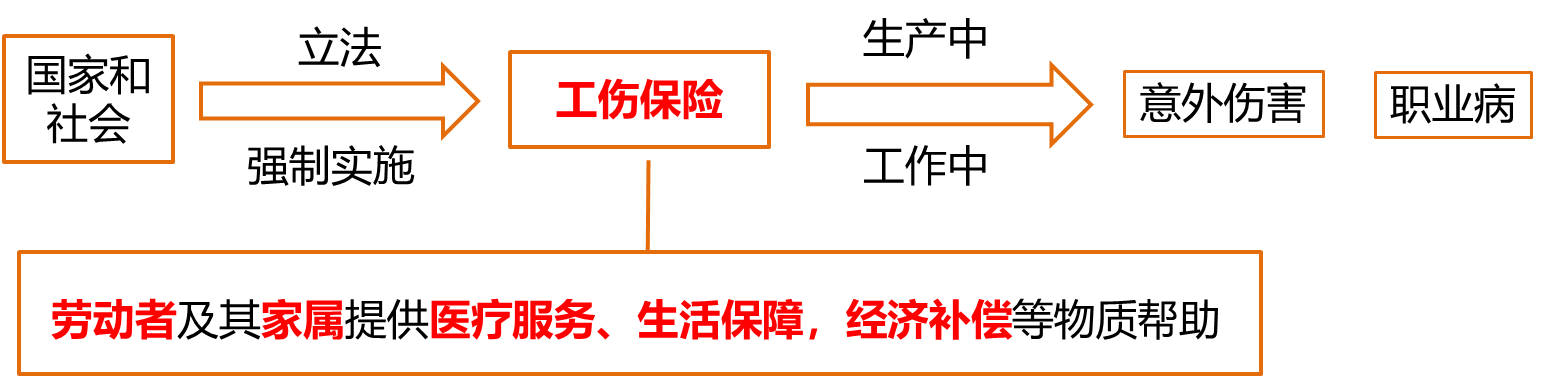 国家和
社会
立法
强制实施
工伤保险
生产中
工作中
意外伤害
职业病
劳动者及其家属提供医疗服务、生活保障，经济补偿等物质帮助